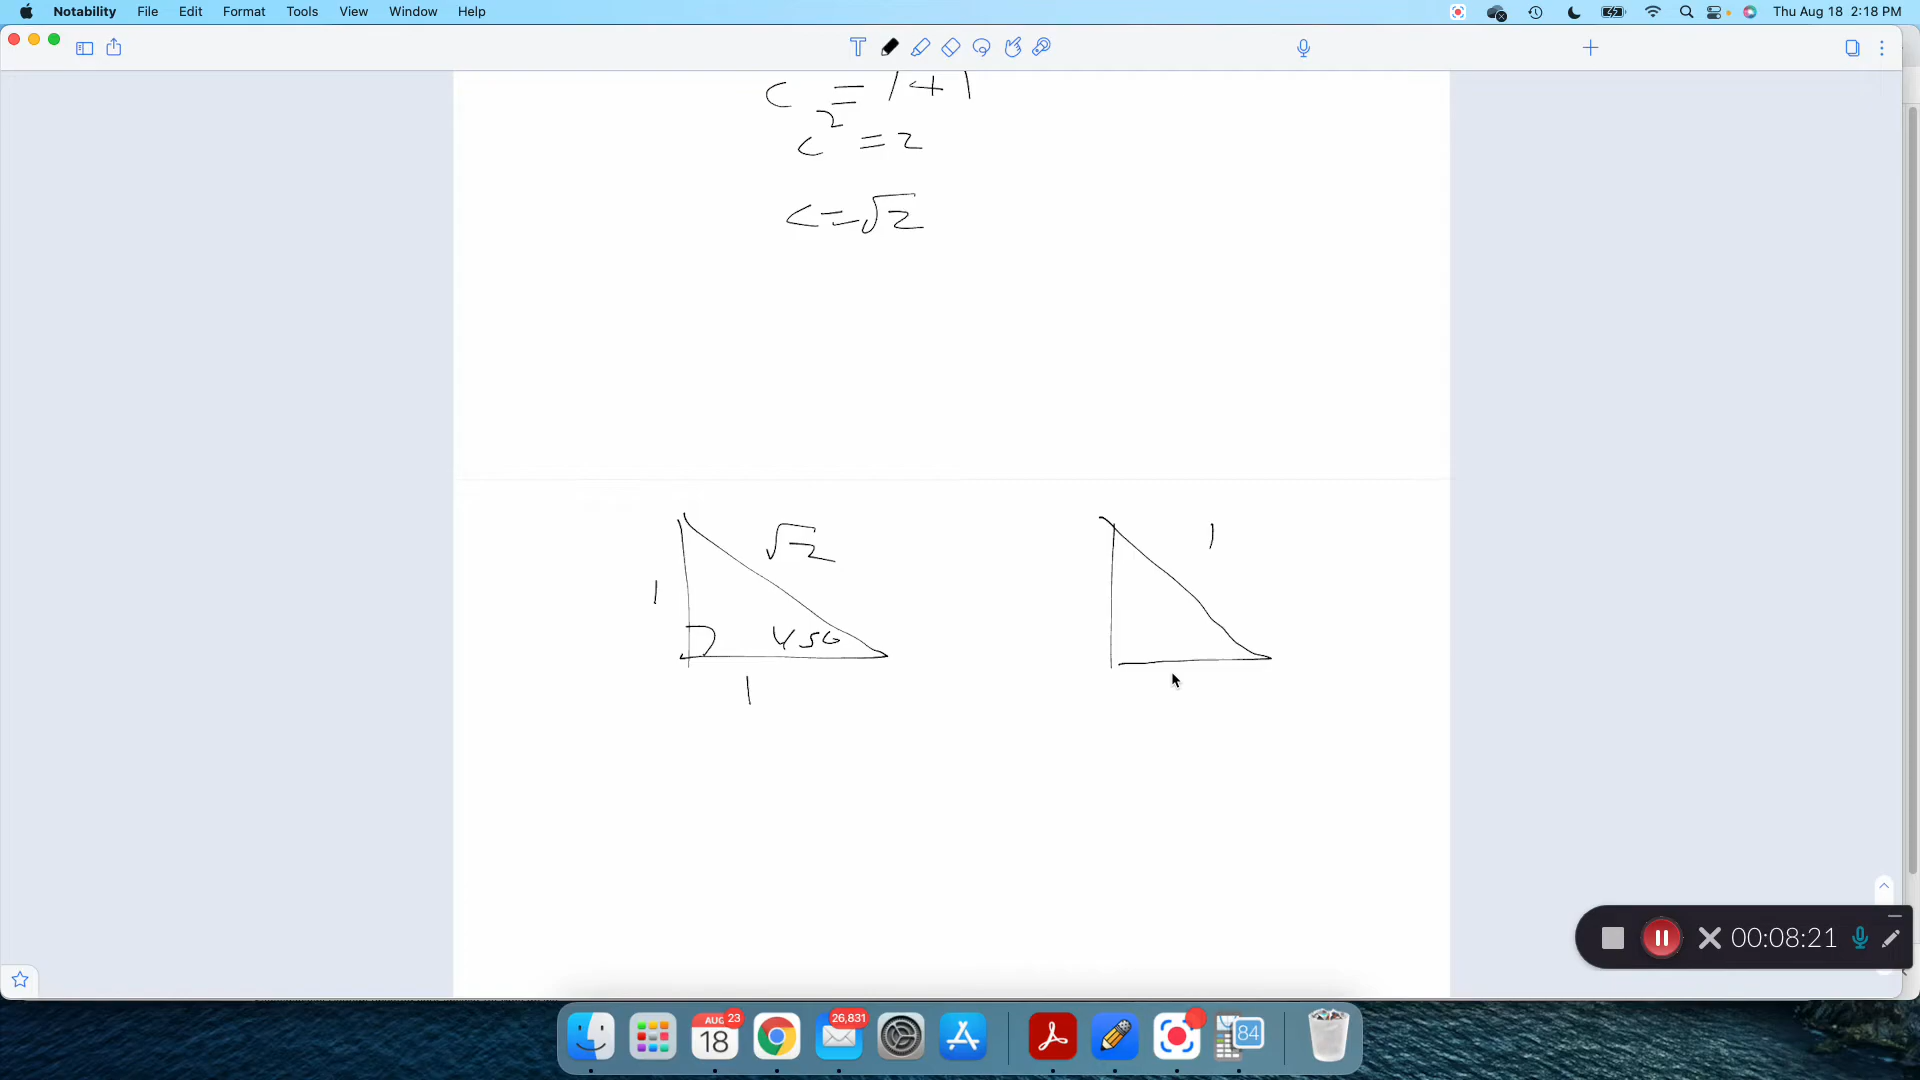 Notability File Edit Format Tools View Window Help Thu Aug 18 2:18 PM
c = 1+1
c² = 2
c = √2
√2
1
1
45°
1
00:08:21
AUG 23
18
26,831
84